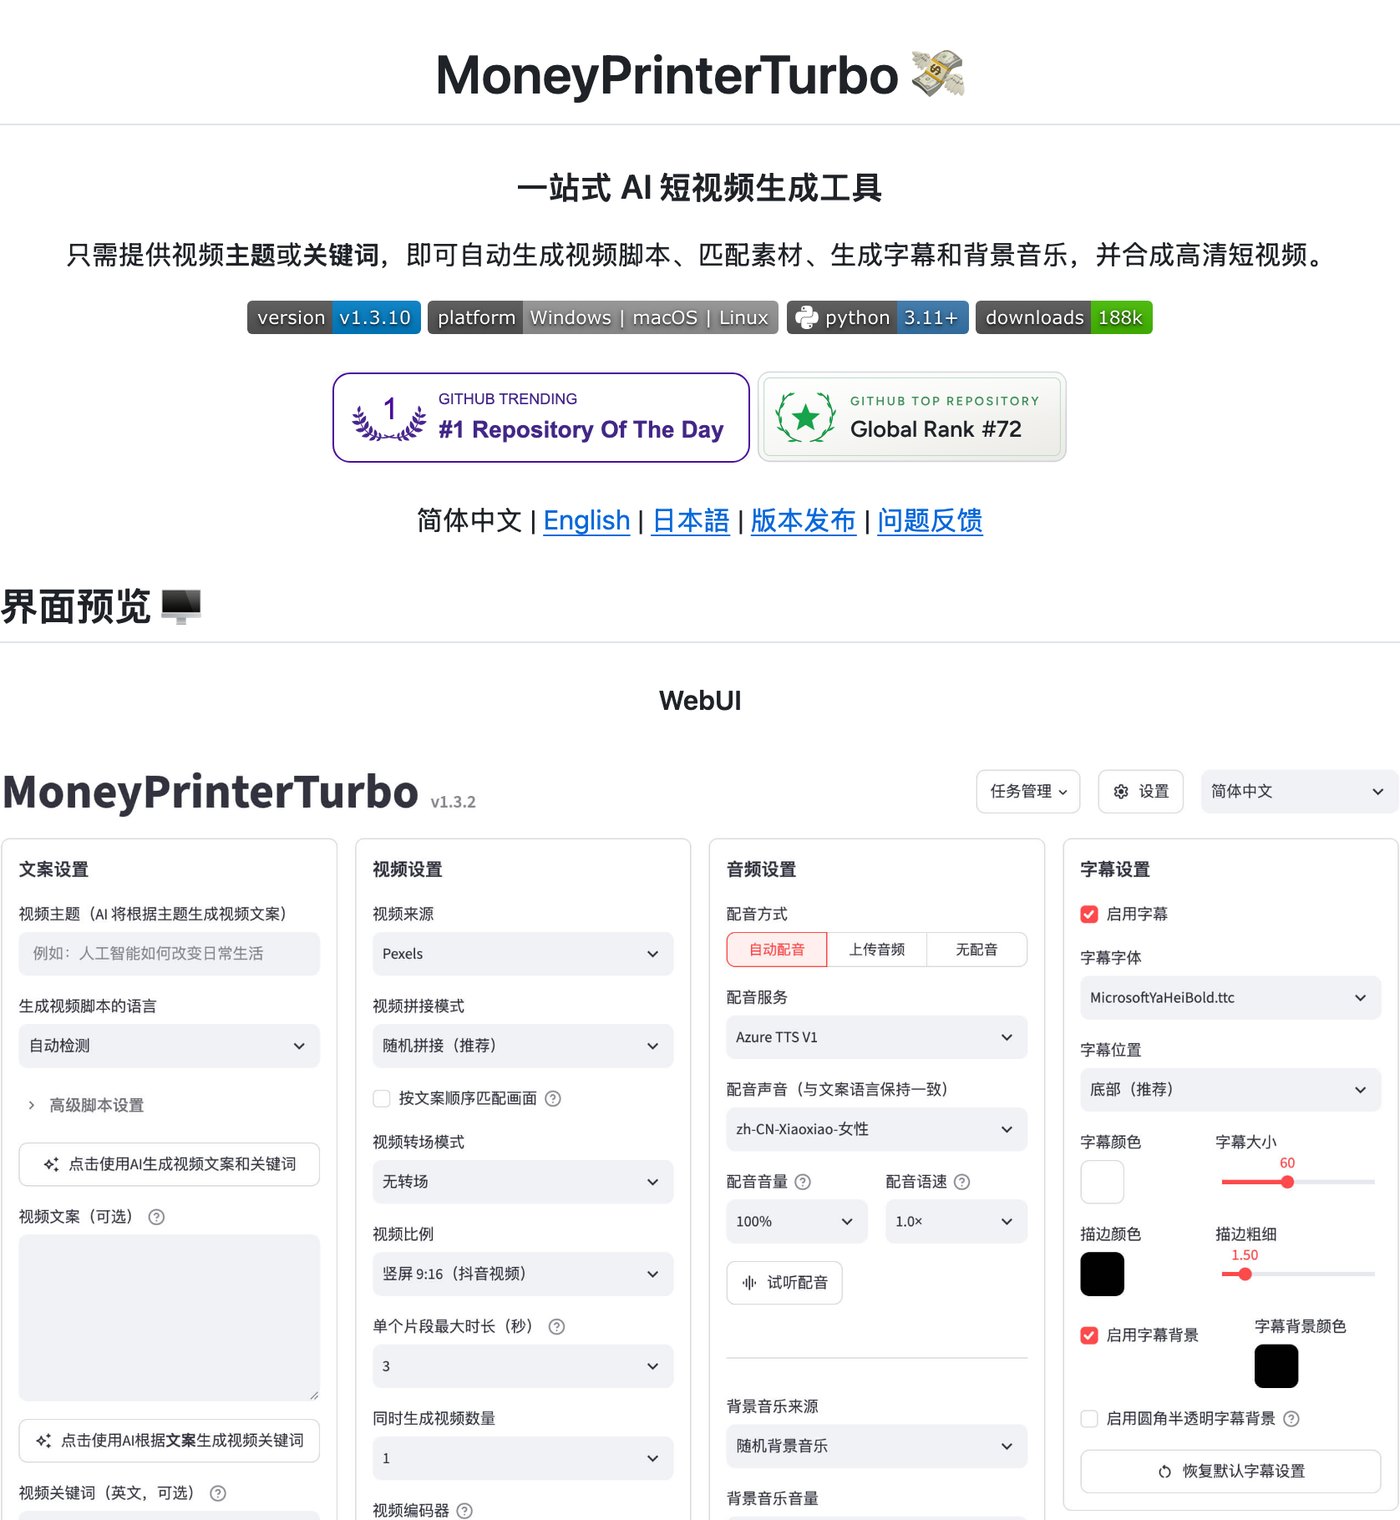 MoneyPrinterTurbo 💸
一站式 AI 短视频生成工具
只需提供视频主题或关键词，即可自动生成视频脚本、匹配素材、生成字幕和背景音乐，并合成高清短视频。
version v1.3.10 platform Windows | macOS | Linux python 3.11+ downloads 188k
1
GITHUB TRENDING
#1 Repository Of The Day
GITHUB TOP REPOSITORY
Global Rank #72
简体中文 | English | 日本語 | 版本发布 | 问题反馈
界面预览 🖥️
WebUI
MoneyPrinterTurbo v1.3.2
任务管理
设置
简体中文
文案设置
视频主题（AI 将根据主题生成视频文案）
例如：人工智能如何改变日常生活
生成视频脚本的语言
自动检测
高级脚本设置
点击使用AI生成视频文案和关键词
视频文案（可选）
点击使用AI根据文案生成视频关键词
视频关键词（英文，可选）
视频设置
视频来源
Pexels
视频拼接模式
随机拼接（推荐）
按文案顺序匹配画面
视频转场模式
无转场
视频比例
竖屏 9:16（抖音视频）
单个片段最大时长（秒）
3
同时生成视频数量
1
视频编码器
音频设置
配音方式
自动配音 上传音频 无配音
配音服务
Azure TTS V1
配音声音（与文案语言保持一致）
zh-CN-Xiaoxiao-女性
配音音量 配音语速
100% 1.0×
试听配音
背景音乐来源
随机背景音乐
背景音乐音量
字幕设置
启用字幕
字幕字体
MicrosoftYaHeiBold.ttc
字幕位置
底部（推荐）
字幕颜色 字幕大小
60
描边颜色 描边粗细
1.50
启用字幕背景 字幕背景颜色
启用圆角半透明字幕背景
恢复默认字幕设置